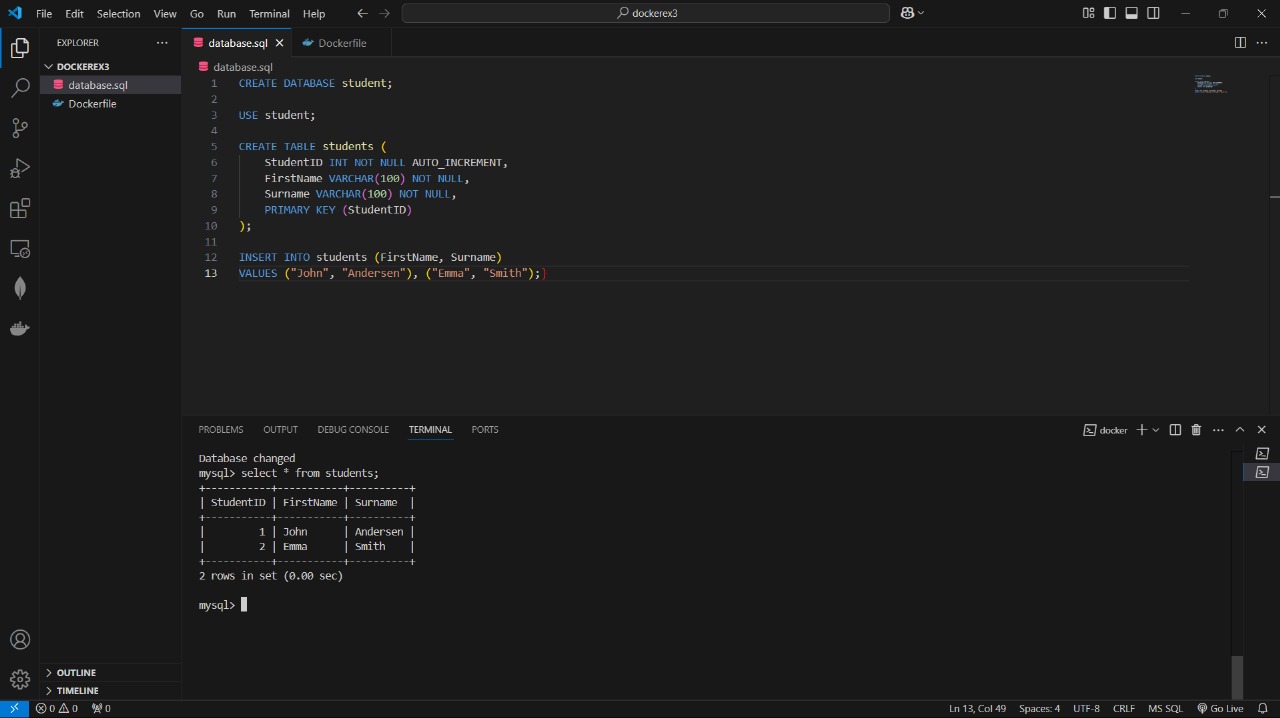 File Edit Selection View Go Run Terminal Help dockerex3
EXPLORER
DOCKEREX3
database.sql
Dockerfile
OUTLINE
TIMELINE
database.sql Dockerfile
database.sql
1 CREATE DATABASE student;
2
3 USE student;
4
5 CREATE TABLE students (
6 StudentID INT NOT NULL AUTO_INCREMENT,
7 FirstName VARCHAR(100) NOT NULL,
8 Surname VARCHAR(100) NOT NULL,
9 PRIMARY KEY (StudentID)
10 );
11
12 INSERT INTO students (FirstName, Surname)
13 VALUES ("John", "Andersen"), ("Emma", "Smith");
PROBLEMS OUTPUT DEBUG CONSOLE TERMINAL PORTS docker
Database changed
mysql> select * from students;
+-----------+-----------+----------+
| StudentID | FirstName | Surname  |
+-----------+-----------+----------+
|         1 | John      | Andersen |
|         2 | Emma      | Smith    |
+-----------+-----------+----------+
2 rows in set (0.00 sec)
mysql>
0 0 0 Ln 13, Col 49 Spaces: 4 UTF-8 CRLF MS SQL Go Live